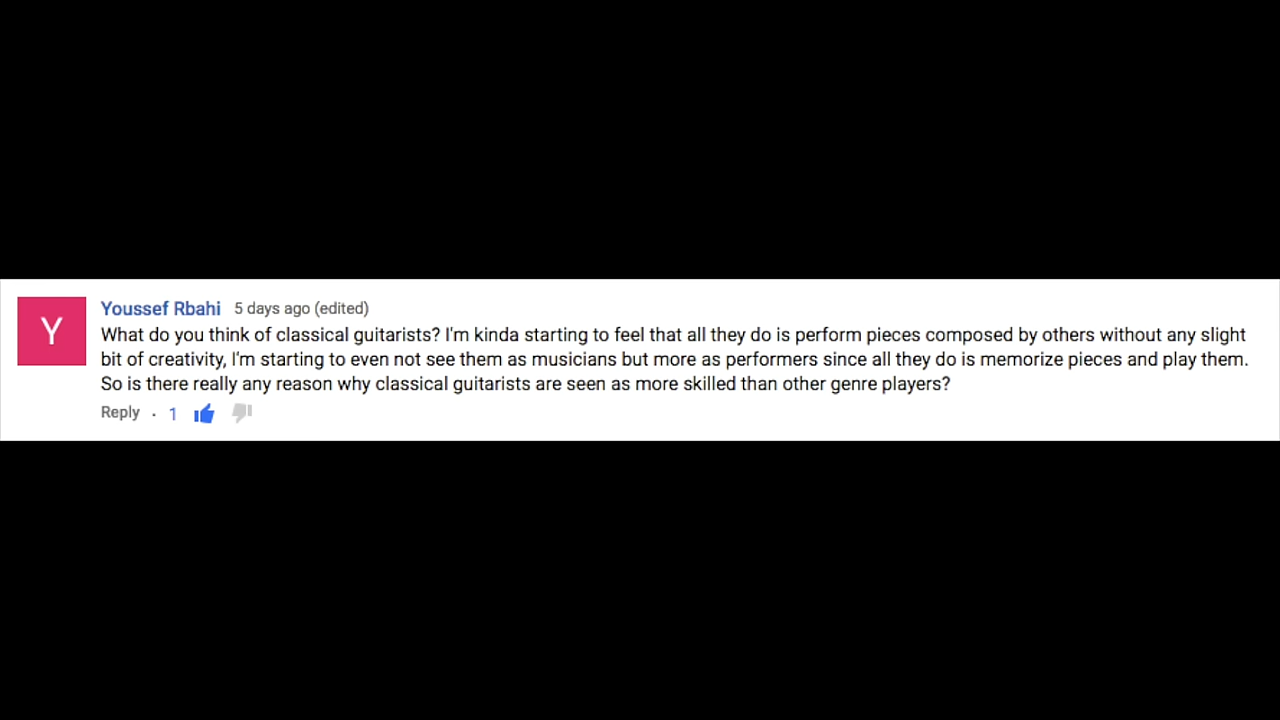 Y
Youssef Rbahi 5 days ago (edited)
What do you think of classical guitarists? I'm kinda starting to feel that all they do is perform pieces composed by others without any slight
bit of creativity, I'm starting to even not see them as musicians but more as performers since all they do is memorize pieces and play them.
So is there really any reason why classical guitarists are seen as more skilled than other genre players?
Reply · 1